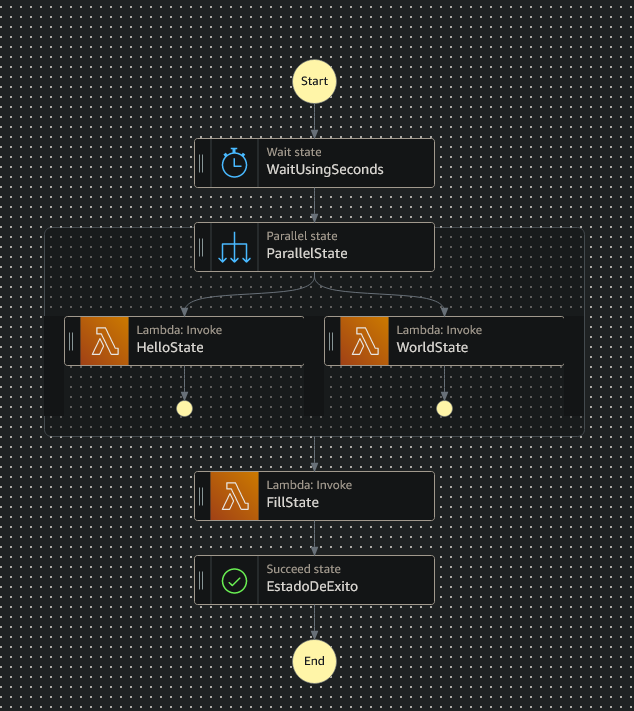 Start
Wait state
WaitUsingSeconds
Parallel state
ParallelState
Lambda: Invoke
HelloState
Lambda: Invoke
WorldState
Lambda: Invoke
FillState
Succeed state
EstadoDeExito
End